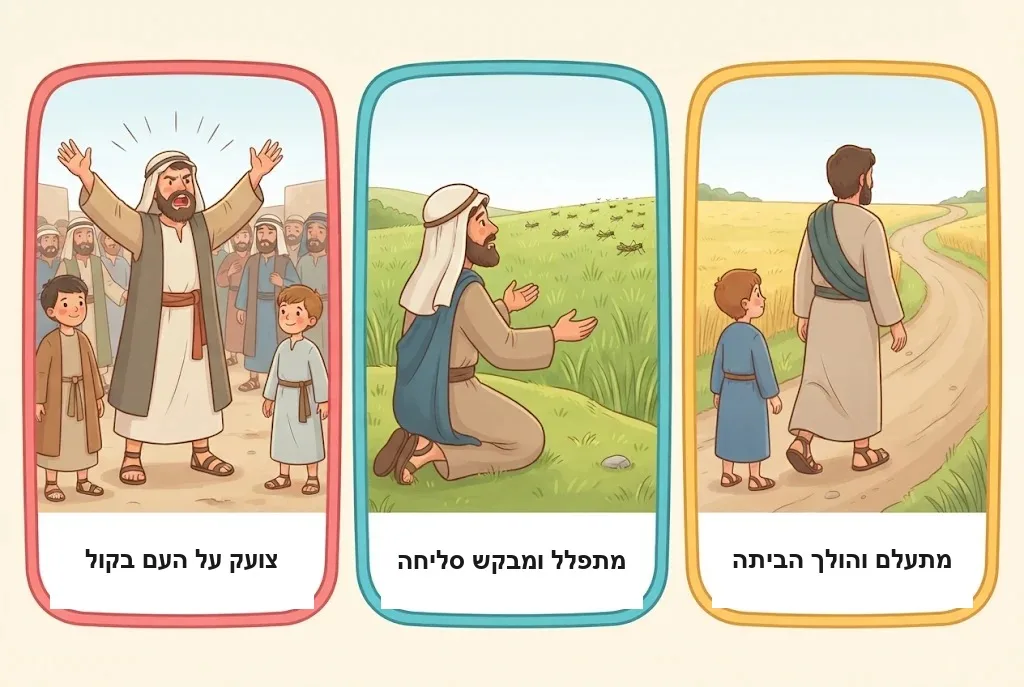 צועק על העם בקול
מתפלל ומבקש סליחה
מתעלם והולך הביתה